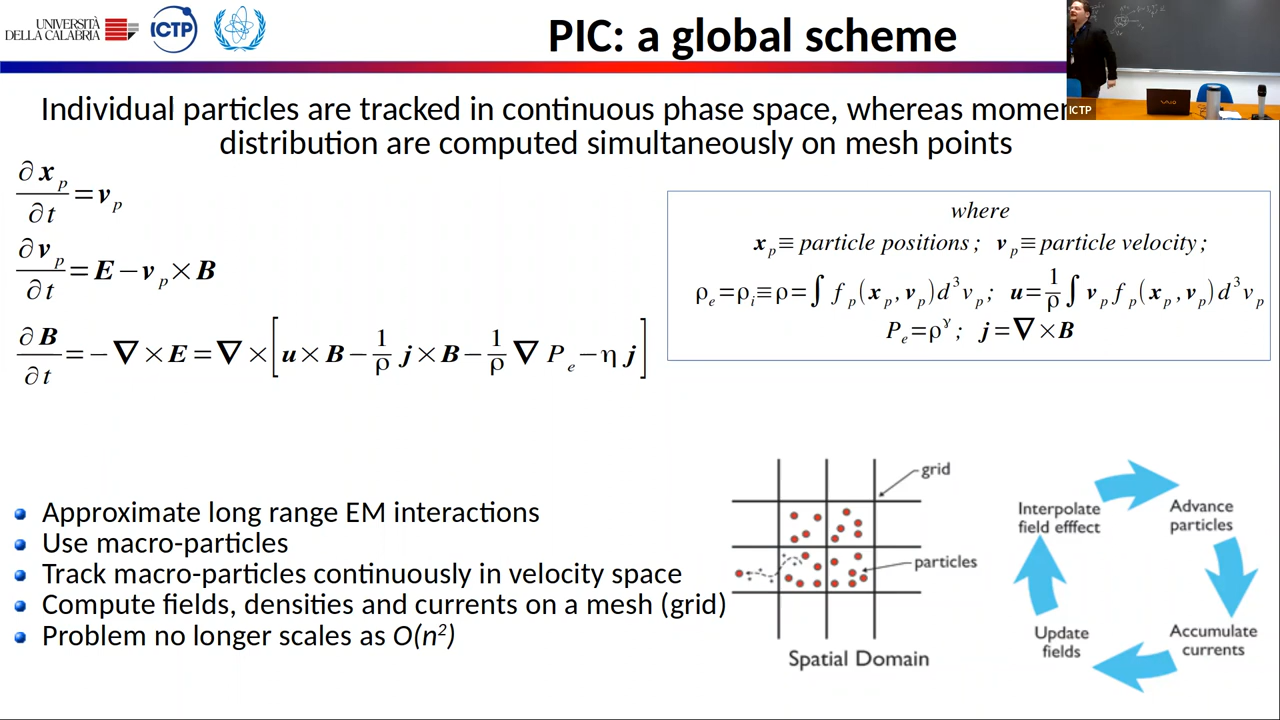 UNIVERSITÀ
DELLA CALABRIA
ICTP
PIC: a global scheme
ICTP
VAIO
Individual particles are tracked in continuous phase space, whereas
distribution are computed simultaneously on mesh points
∂x_p/∂t = v_p
∂v_p/∂t = E − v_p × B
∂B/∂t = −∇×E = ∇×[u×B − 1/ρ j×B − 1/ρ ∇P_e − η j]
where
x_p ≡ particle positions; v_p ≡ particle velocity;
ρ_e = ρ_i ≡ ρ = ∫ f_p(x_p, v_p) d³v_p; u = 1/ρ ∫ v_p f_p(x_p, v_p) d³v_p
P_e = ρ^γ; j = ∇×B
Approximate long range EM interactions
Use macro-particles
Track macro-particles continuously in velocity space
Compute fields, densities and currents on a mesh (grid)
Problem no longer scales as O(n²)
grid
particles
Spatial Domain
Interpolate
field efffect
Advance
particles
Accumulate
currents
Update
fields